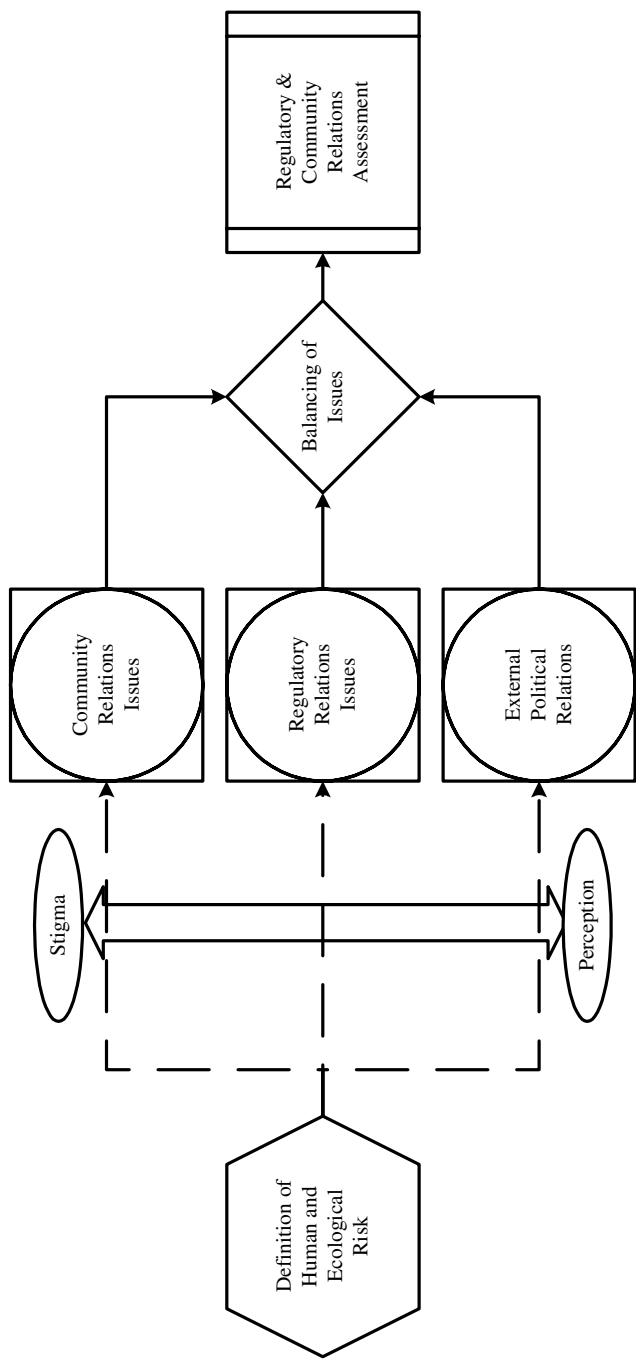 Definition of
Human and
Ecological
Risk
Stigma
Perception
Community
Relations
Issues
Regulatory
Relations
Issues
External
Political
Relations
Balancing of
Issues
Regulatory &
Community
Relations
Assessment